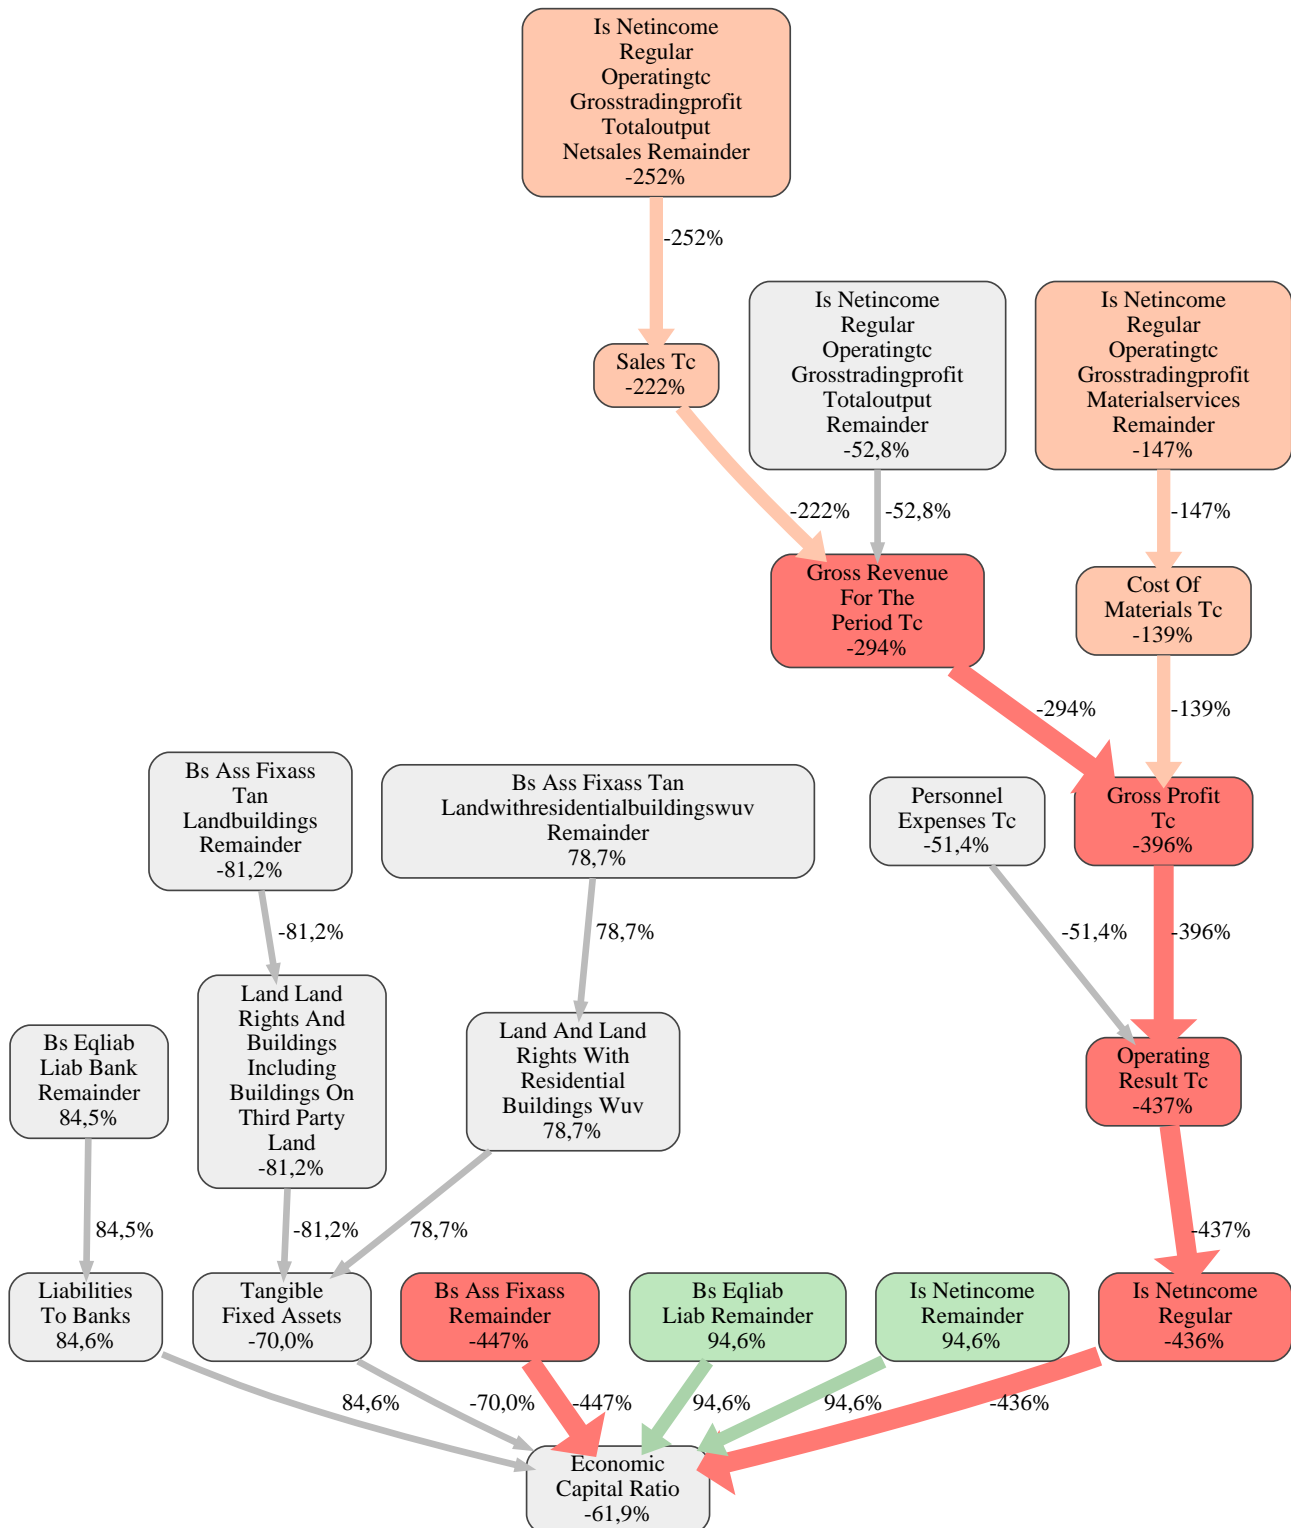 Is Netincome
Regular
Operatingtc
Grosstradingprofit
Totaloutput
Netsales Remainder
-252%
-252%
Sales Tc
-222%
Is Netincome
Regular
Operatingtc
Grosstradingprofit
Totaloutput
Remainder
-52,8%
Is Netincome
Regular
Operatingtc
Grosstradingprofit
Materialservices
Remainder
-147%
-222%
-52,8%
-147%
Gross Revenue
For The
Period Tc
-294%
Cost Of
Materials Tc
-139%
-294%
-139%
Bs Ass Fixass
Tan
Landbuildings
Remainder
-81,2%
Bs Ass Fixass Tan
Landwithresidentialbuildingswuv
Remainder
78,7%
Personnel
Expenses Tc
-51,4%
Gross Profit
Tc
-396%
-81,2%
78,7%
-51,4%
-396%
Bs Eqliab
Liab Bank
Remainder
84,5%
Land Land
Rights And
Buildings
Including
Buildings On
Third Party
Land
-81,2%
Land And Land
Rights With
Residential
Buildings Wuv
78,7%
Operating
Result Tc
-437%
84,5%
-81,2%
78,7%
-437%
Liabilities
To Banks
84,6%
Tangible
Fixed Assets
-70,0%
Bs Ass Fixass
Remainder
-447%
Bs Eqliab
Liab Remainder
94,6%
Is Netincome
Remainder
94,6%
Is Netincome
Regular
-436%
84,6%
-70,0%
-447%
94,6%
94,6%
-436%
Economic
Capital Ratio
-61,9%